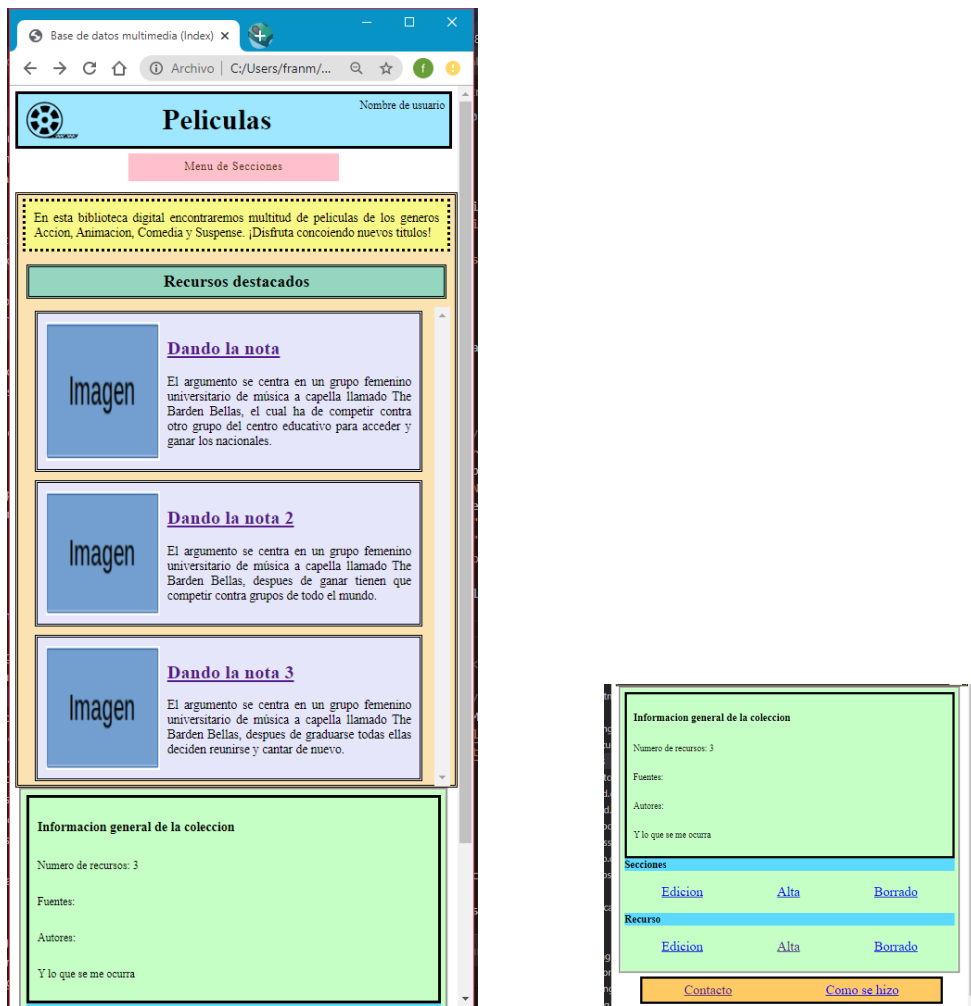 Base de datos multimedia (Index)
Archivo | C:/Users/franm/...
f
Peliculas
Nombre de usuario
Menu de Secciones
En esta biblioteca digital encontraremos multitud de peliculas de los generos
Accion, Animacion, Comedia y Suspense. ¡Disfruta concoiendo nuevos titulos!
Recursos destacados
Imagen
Dando la nota
El argumento se centra en un grupo femenino
universitario de música a capella llamado The
Barden Bellas, el cual ha de competir contra
otro grupo del centro educativo para acceder y
ganar los nacionales.
Imagen
Dando la nota 2
El argumento se centra en un grupo femenino
universitario de música a capella llamado The
Barden Bellas, despues de ganar tienen que
competir contra grupos de todo el mundo.
Imagen
Dando la nota 3
El argumento se centra en un grupo femenino
universitario de música a capella llamado The
Barden Bellas, despues de graduarse todas ellas
deciden reunirse y cantar de nuevo.
Informacion general de la coleccion
Numero de recursos: 3
Fuentes:
Autores:
Y lo que se me ocurra
Informacion general de la coleccion
Numero de recursos: 3
Fuentes:
Autores:
Y lo que se me ocurra
Secciones
Edicion Alta Borrado
Recurso
Edicion Alta Borrado
Contacto Como se hizo